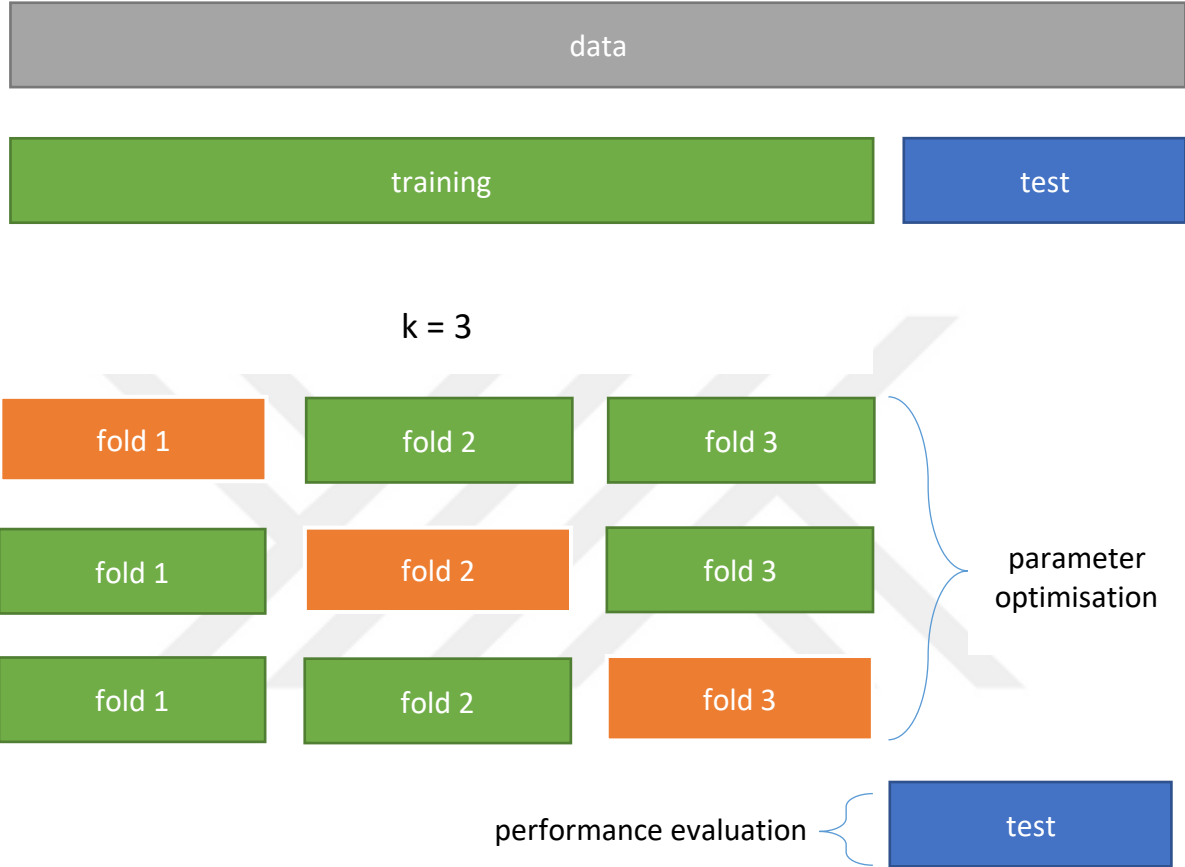 data
training
test
k = 3
fold 1
fold 2
fold 3
fold 1
fold 2
fold 3
parameter
optimisation
fold 1
fold 2
fold 3
performance evaluation
test